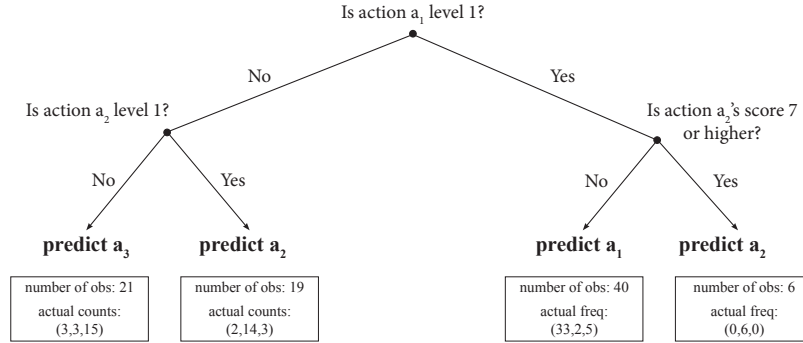 Is action a₁ level 1?
No
Yes
Is action a₂ level 1?
Is action a₂'s score 7
or higher?
No
Yes
No
Yes
predict a₃
predict a₂
predict a₁
predict a₂
number of obs: 21
actual counts:
(3,3,15)
number of obs: 19
actual counts:
(2,14,3)
number of obs: 40
actual freq:
(33,2,5)
number of obs: 6
actual freq:
(0,6,0)